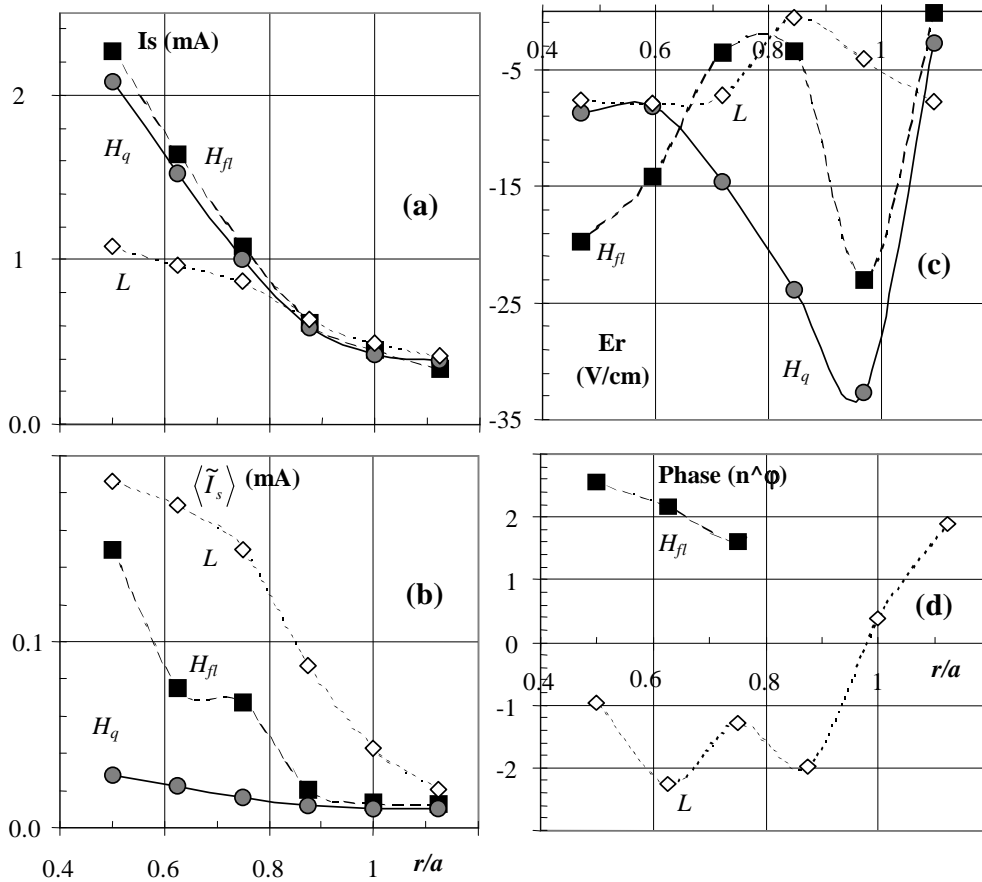 Is (mA)
2
1
0.0
H_q
H_fl
L
(a)
0.4 0.6 0.8 1
-5
-15
-25
-35
L
H_fl
H_q
(c)
Er
(V/cm)
⟨Ĩ_s⟩ (mA)
0.1
0.0
L
H_fl
H_q
(b)
0.4 0.6 0.8 1 r/a
Phase (n^φ)
2
1
0
-1
-2
H_fl
L
(d)
0.4 0.6 0.8 1 r/a